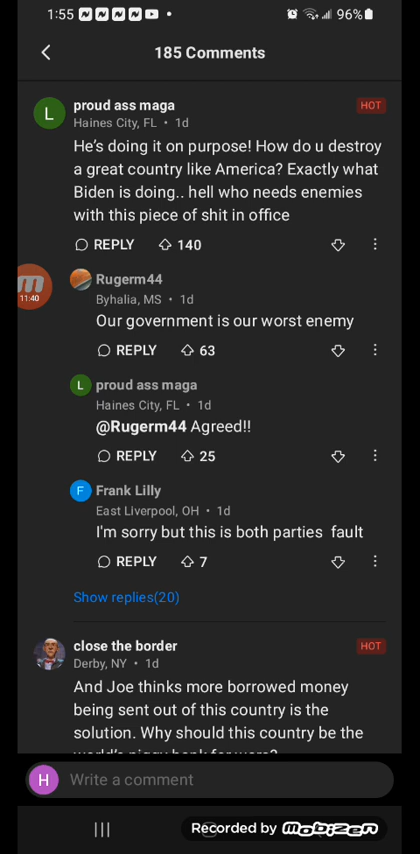 1:55
96%
185 Comments
L
proud ass maga
HOT
Haines City, FL • 1d
He's doing it on purpose! How do u destroy
a great country like America? Exactly what
Biden is doing.. hell who needs enemies
with this piece of shit in office
REPLY 140
11:40
Rugerm44
Byhalia, MS • 1d
Our government is our worst enemy
REPLY 63
L proud ass maga
Haines City, FL • 1d
@Rugerm44 Agreed!!
REPLY 25
F Frank Lilly
East Liverpool, OH • 1d
I'm sorry but this is both parties fault
REPLY 7
Show replies(20)
close the border
HOT
Derby, NY • 1d
And Joe thinks more borrowed money
being sent out of this country is the
solution. Why should this country be the
world's piggy bank for wars?
H Write a comment
Recorded by mobizen